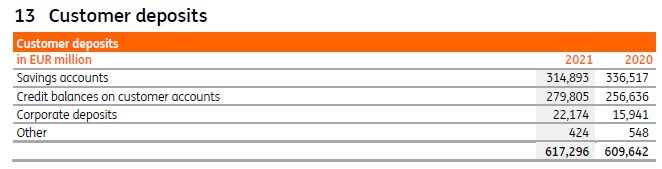 13 Customer deposits
Customer deposits
in EUR million 2021 2020
Savings accounts 314,893 336,517
Credit balances on customer accounts 279,805 256,636
Corporate deposits 22,174 15,941
Other 424 548
617,296 609,642